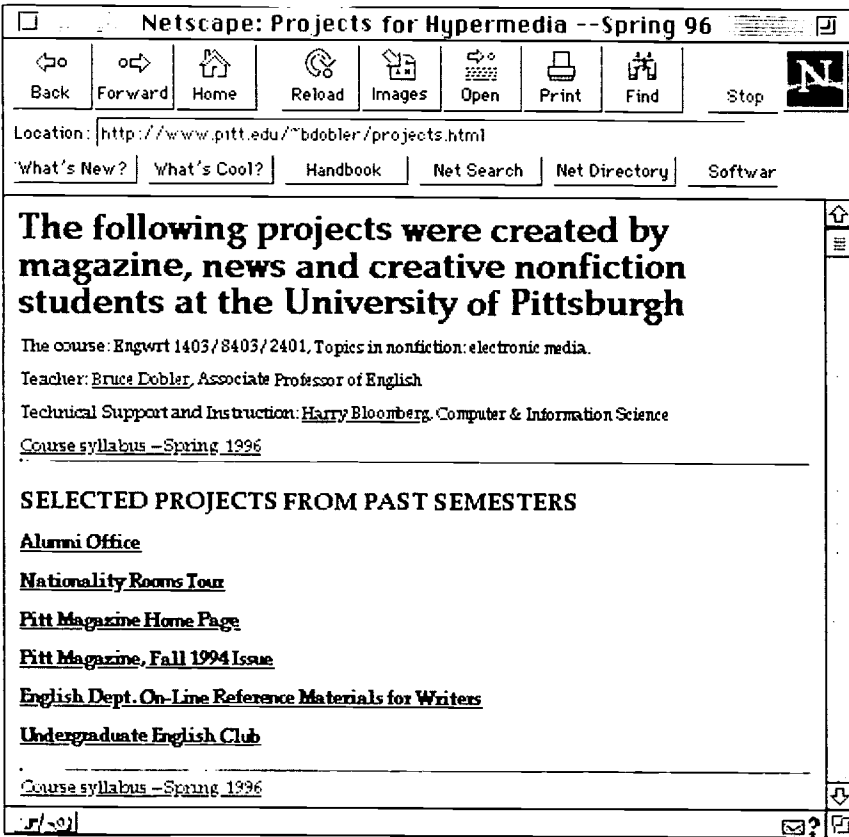 Netscape: Projects for Hypermedia --Spring 96
Back Forward Home Reload Images Open Print Find Stop N
Location: http://www.pitt.edu/~bdobler/projects.html
What's New? What's Cool? Handbook Net Search Net Directory Softwar
The following projects were created by
magazine, news and creative nonfiction
students at the University of Pittsburgh
The course: Engwrt 1403/8403/2401, Topics in nonfiction: electronic media.
Teacher: Bruce Dobler, Associate Professor of English
Technical Support and Instruction: Harry Bloomberg, Computer & Information Science
Course syllabus --Spring 1996
SELECTED PROJECTS FROM PAST SEMESTERS
Alumni Office
Nationality Rooms Tour
Pitt Magazine Home Page
Pitt Magazine, Fall 1994 Issue
English Dept. On-Line Reference Materials for Writers
Undergraduate English Club
Course syllabus --Spring 1996
?